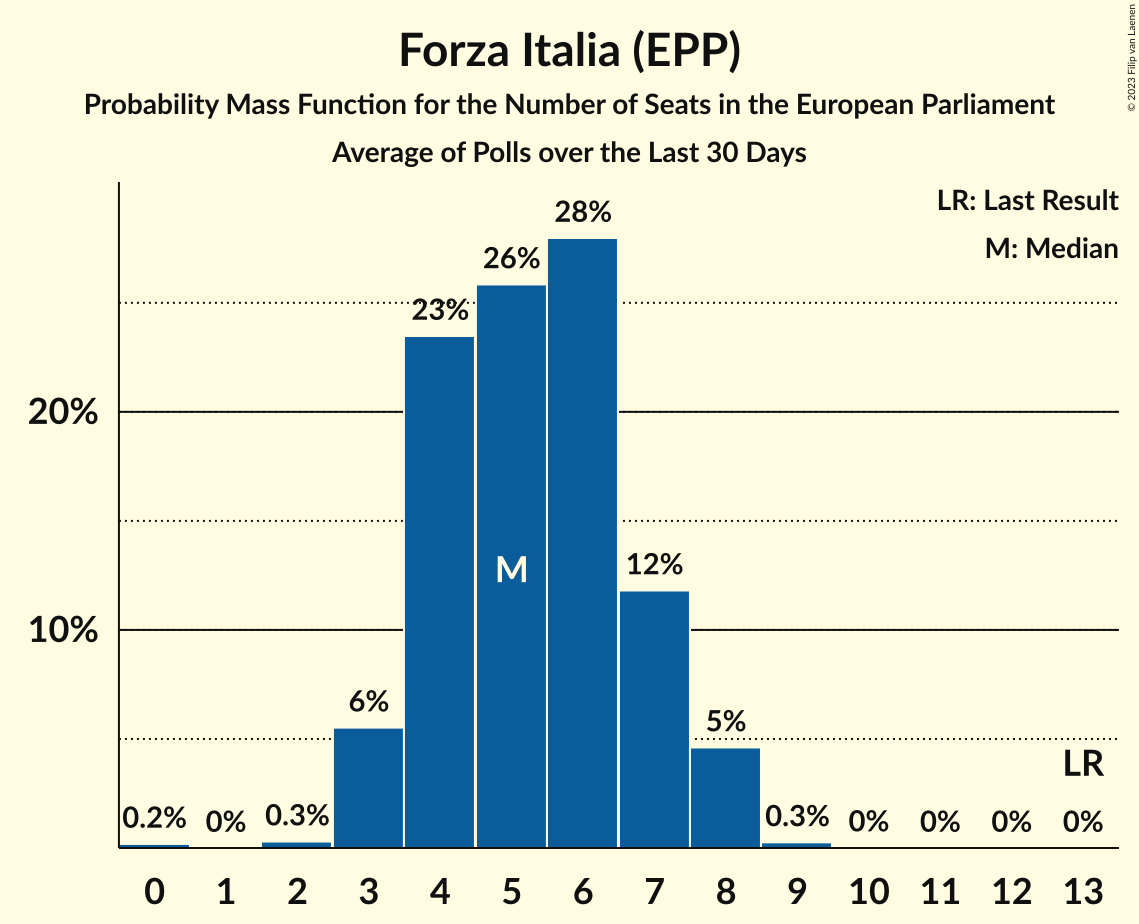 © 2023 Filip van Laenen
Forza Italia (EPP)
Probability Mass Function for the Number of Seats in the European Parliament
Average of Polls over the Last 30 Days
LR: Last Result
M: Median
28%
26%
23%
20%
M
12%
10%
6%
5%
LR
0.2% 0% 0.3% 0.3% 0% 0% 0% 0%
0 1 2 3 4 5 6 7 8 9 10 11 12 13